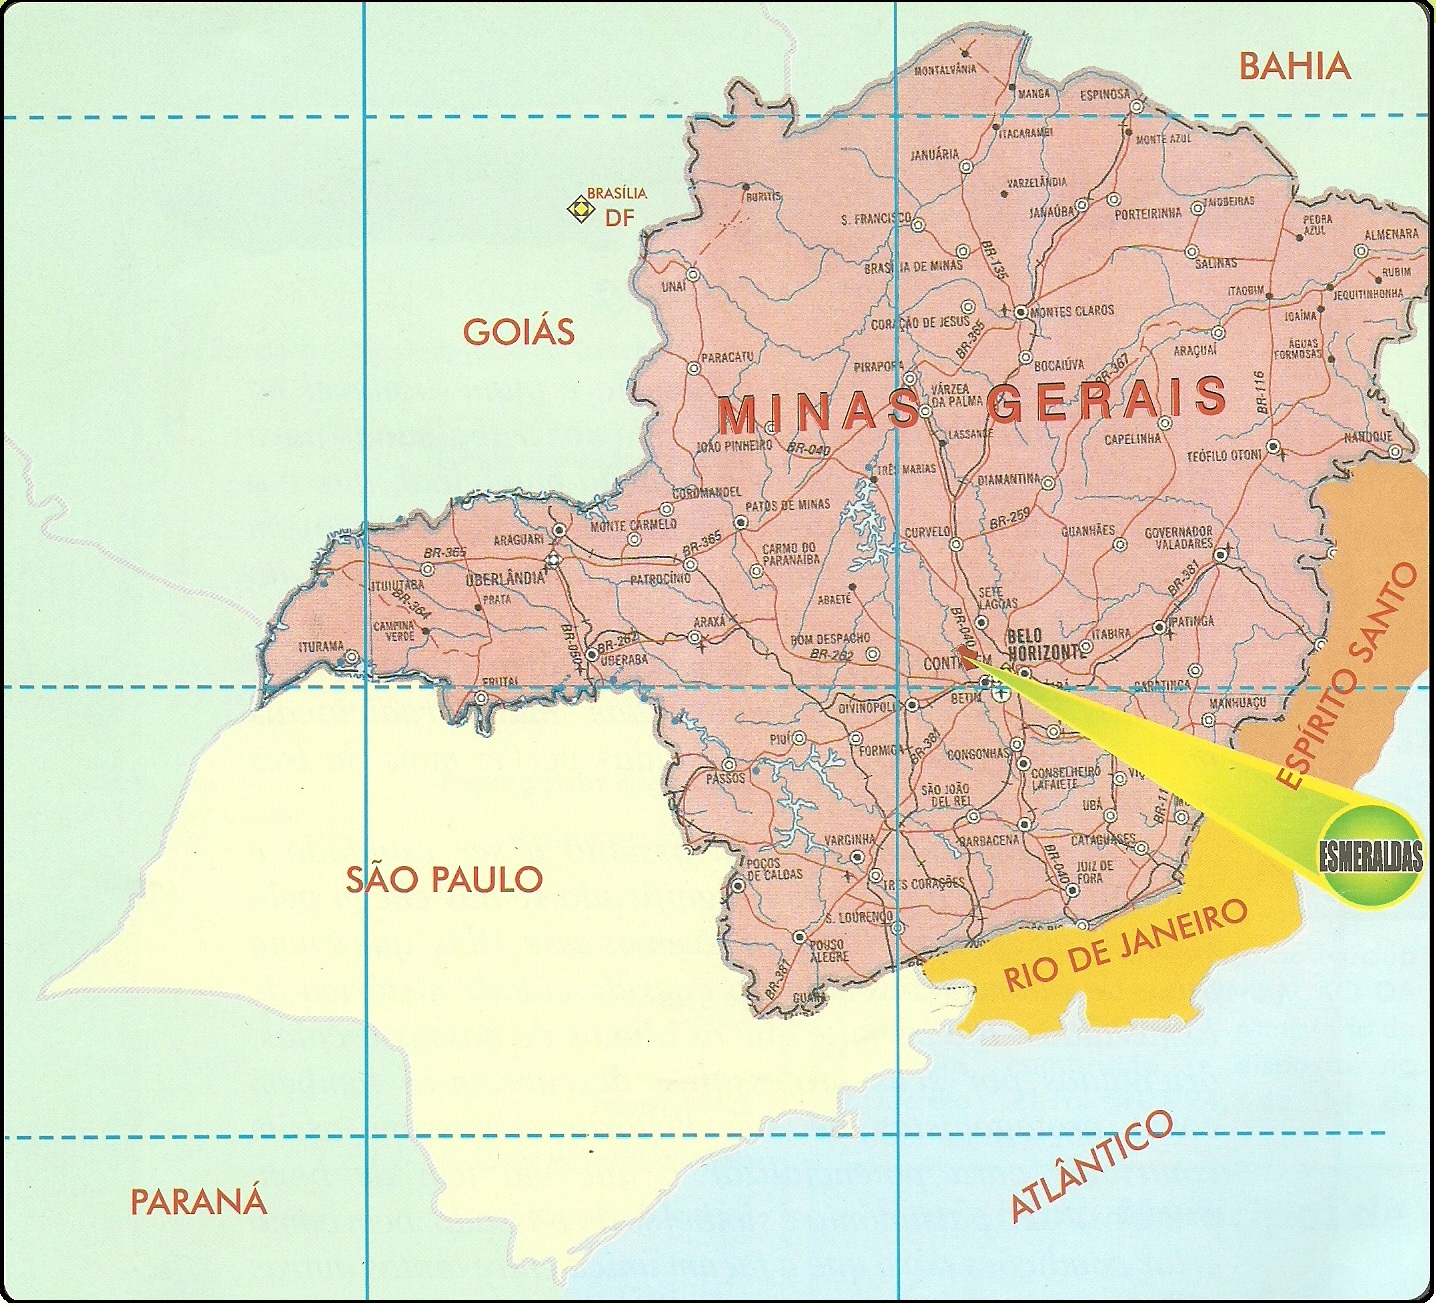 BAHIA
MONTALVÂNIA
MANGA
ESPINOSA
ITACARAMBI
MONTE AZUL
JANUÁRIA
VARZELÂNDIA
BURITIS
BRASÍLIA
DF
S. FRANCISCO
JANAÚBA
PORTEIRINHA
TAIOBEIRAS
PEDRA
AZUL
ALMENARA
BR-135
BRASÍLIA DE MINAS
SALINAS
RUBIM
UNAÍ
ITAOBIM
JEQUITINHONHA
CORAÇÃO DE JESUS
MONTES CLAROS
JOAÍMA
GOIÁS
BR-365
ARAÇUAÍ
ÁGUAS
FORMOSAS
PARACATU
PIRAPORA
BOCAIÚVA
BR-367
BR-116
VÁRZEA
DA PALMA
MINAS GERAIS
JOÃO PINHEIRO
BR-040
LASSANCE
CAPELINHA
TEÓFILO OTONI
NANUQUE
TRÊS MARIAS
DIAMANTINA
COROMANDEL
PATOS DE MINAS
MONTE CARMELO
BR-259
ARAGUARI
BR-365
CURVELO
GUANHÃES
GOVERNADOR
VALADARES
BR-365
CARMO DO
PARANAÍBA
UBERLÂNDIA
ITUIUTABA
PATROCÍNIO
BR-381
BR-364
PRATA
ABAETÉ
SETE
LAGOAS
CAMPINA
VERDE
ARAXÁ
BR-040
IPATINGA
BR-050
BR-262
BOM DESPACHO
BELO
HORIZONTE
ITABIRA
ITURAMA
UBERABA
BR-262
CARATINGA
FRUTAL
BETIM
DIVINÓPOLIS
MANHUAÇU
ESPÍRITO SANTO
PIUÍ
FORMIGA
BR-381
CONGONHAS
PASSOS
CONSELHEIRO
LAFAIETE
SÃO JOÃO
DEL REI
UBÁ
VARGINHA
BARBACENA
CATAGUASES
ESMERALDAS
SÃO PAULO
POÇOS
DE CALDAS
BR-040
JUIZ DE
FORA
TRÊS CORAÇÕES
S. LOURENÇO
RIO DE JANEIRO
POUSO
ALEGRE
BR-381
ATLÂNTICO
PARANÁ